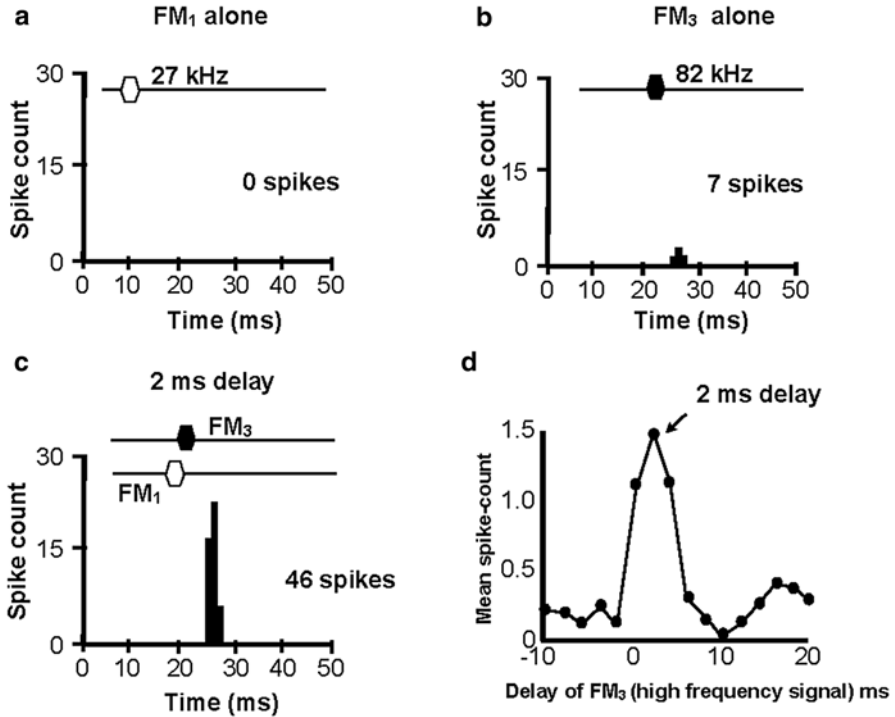 a
FM₁ alone
27 kHz
0 spikes
Spike count
30
15
0
0 10 20 30 40 50
Time (ms)
b
FM₃ alone
82 kHz
7 spikes
Spike count
30
15
0
0 10 20 30 40 50
Time (ms)
c
2 ms delay
FM₃
FM₁
46 spikes
Spike count
30
15
0
0 10 20 30 40 50
Time (ms)
d
2 ms delay
Mean spike-count
1.5
1.0
0.5
0
-10 0 10 20
Delay of FM₃ (high frequency signal) ms